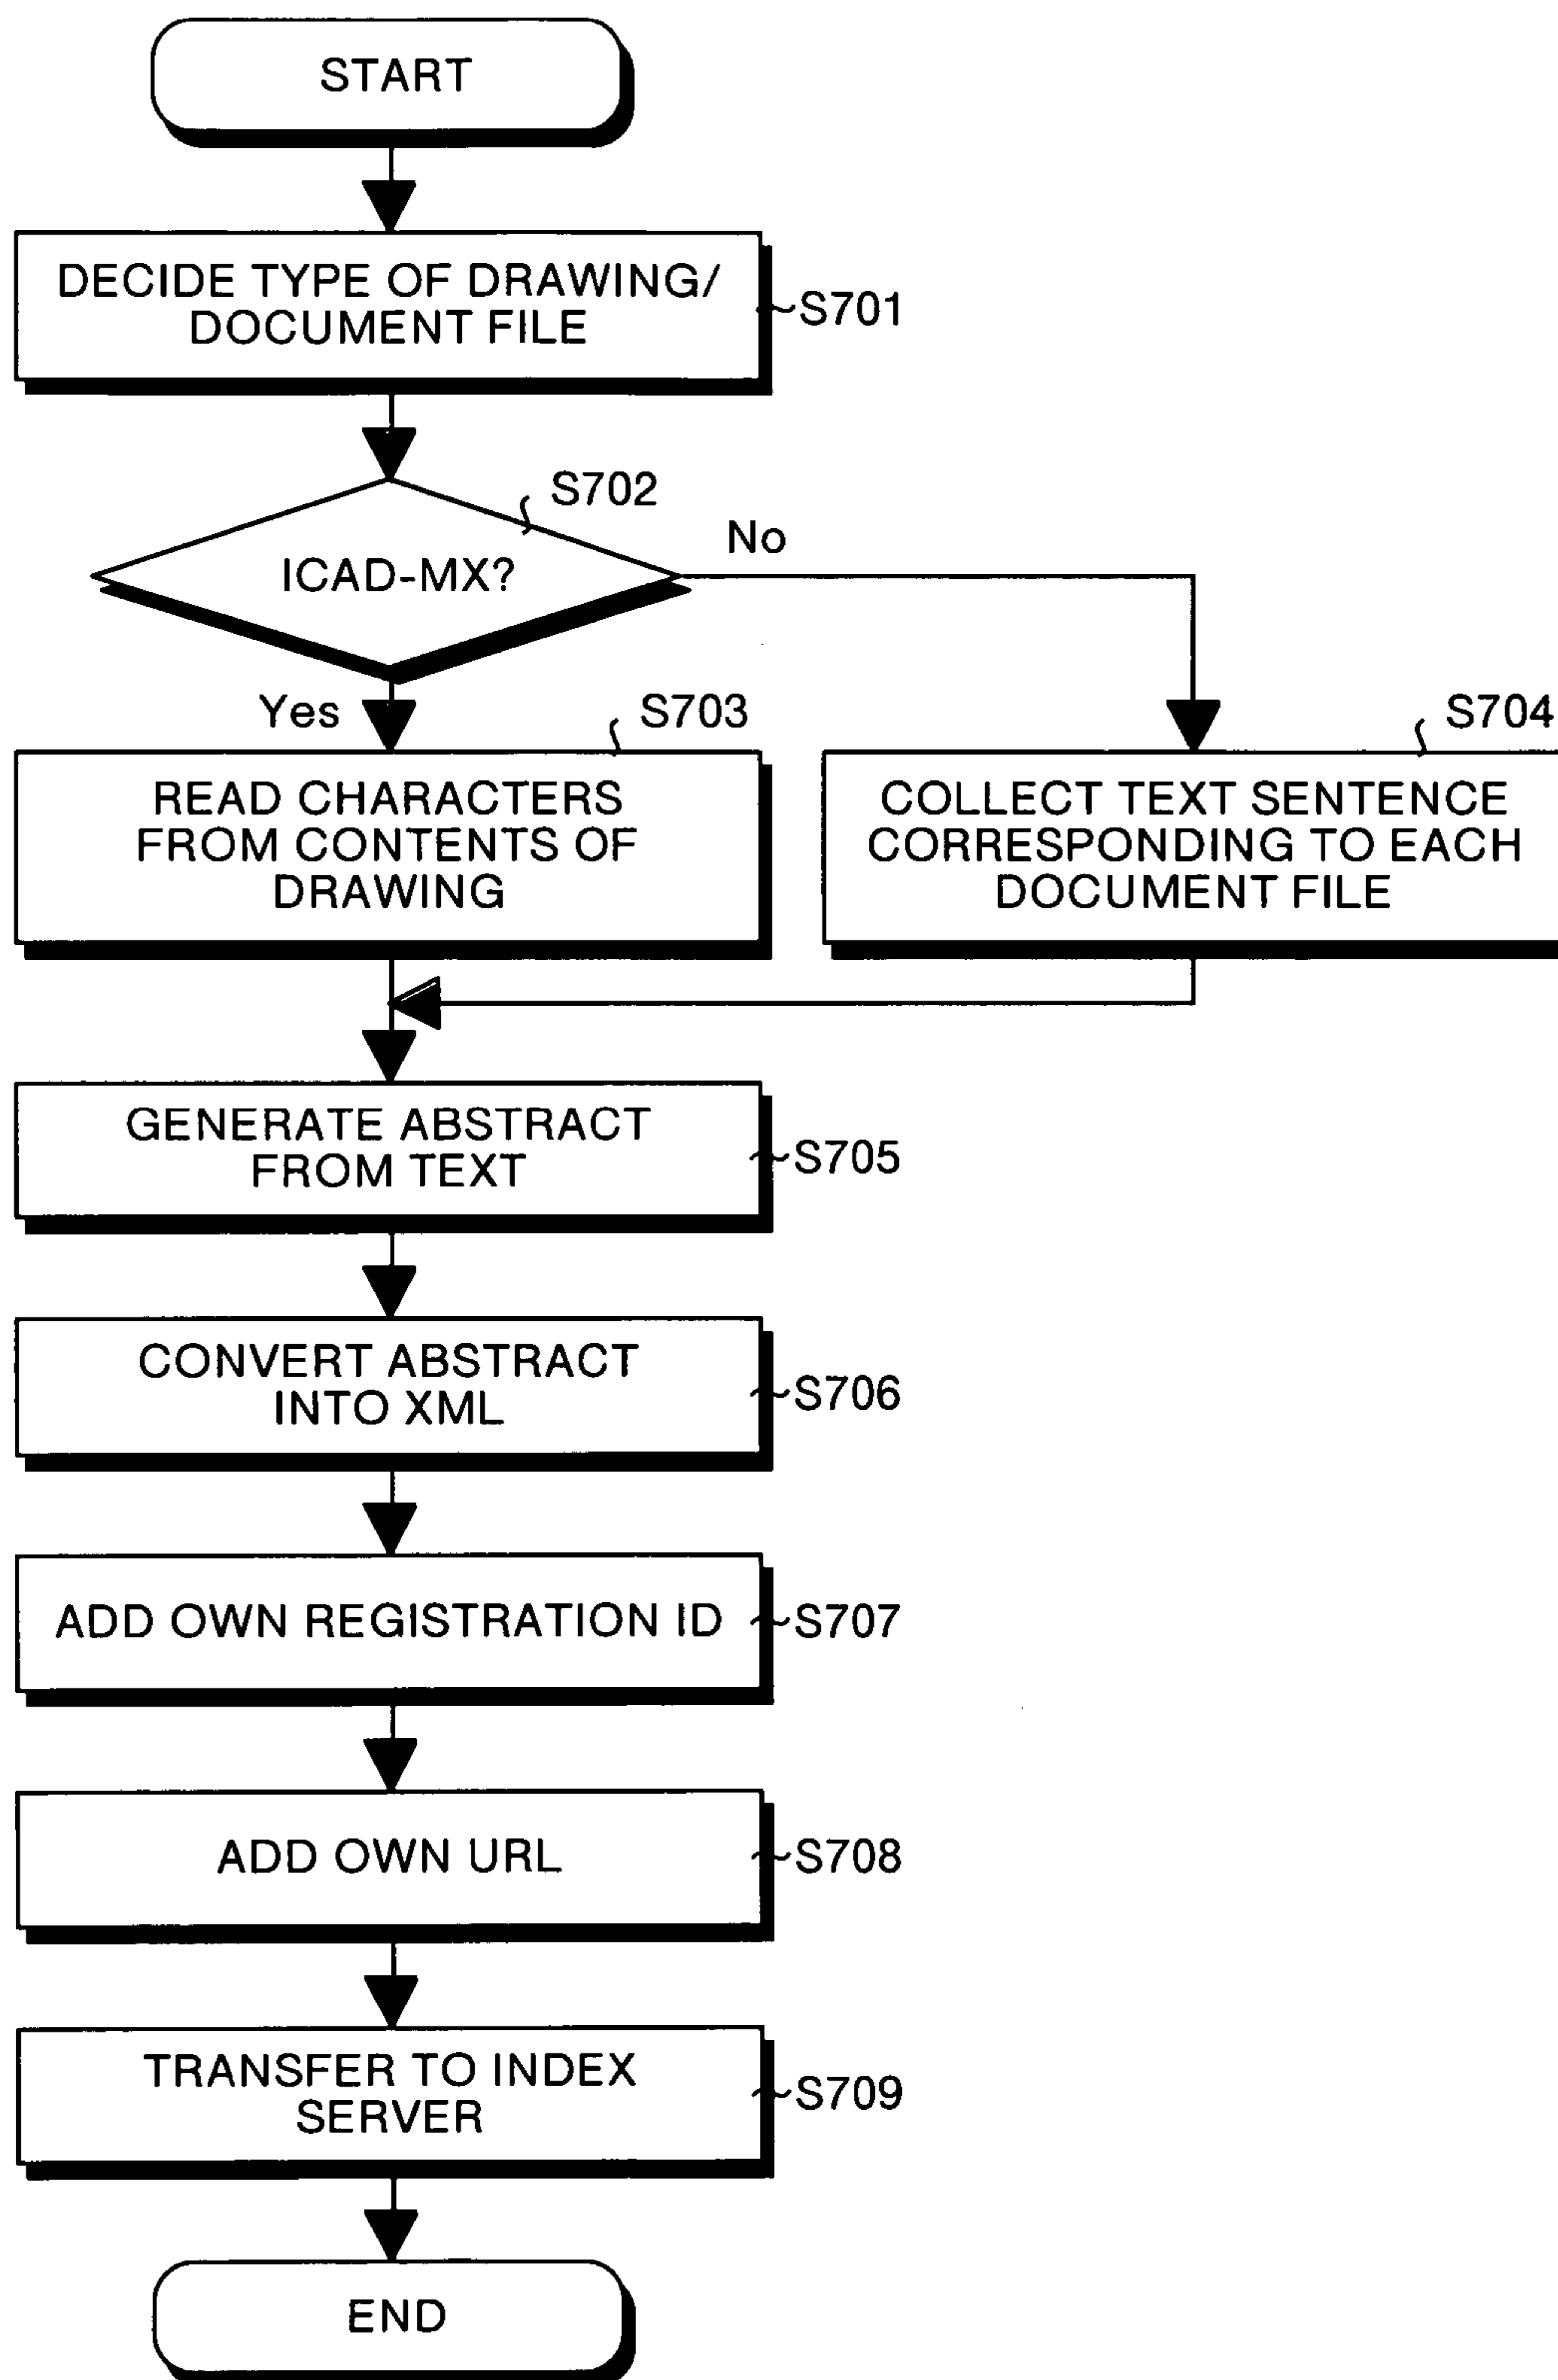 START
DECIDE TYPE OF DRAWING/
DOCUMENT FILE
S701
S702
ICAD-MX?
No
Yes
S703
READ CHARACTERS
FROM CONTENTS OF
DRAWING
S704
COLLECT TEXT SENTENCE
CORRESPONDING TO EACH
DOCUMENT FILE
GENERATE ABSTRACT
FROM TEXT
S705
CONVERT ABSTRACT
INTO XML
S706
ADD OWN REGISTRATION ID
S707
ADD OWN URL
S708
TRANSFER TO INDEX
SERVER
S709
END